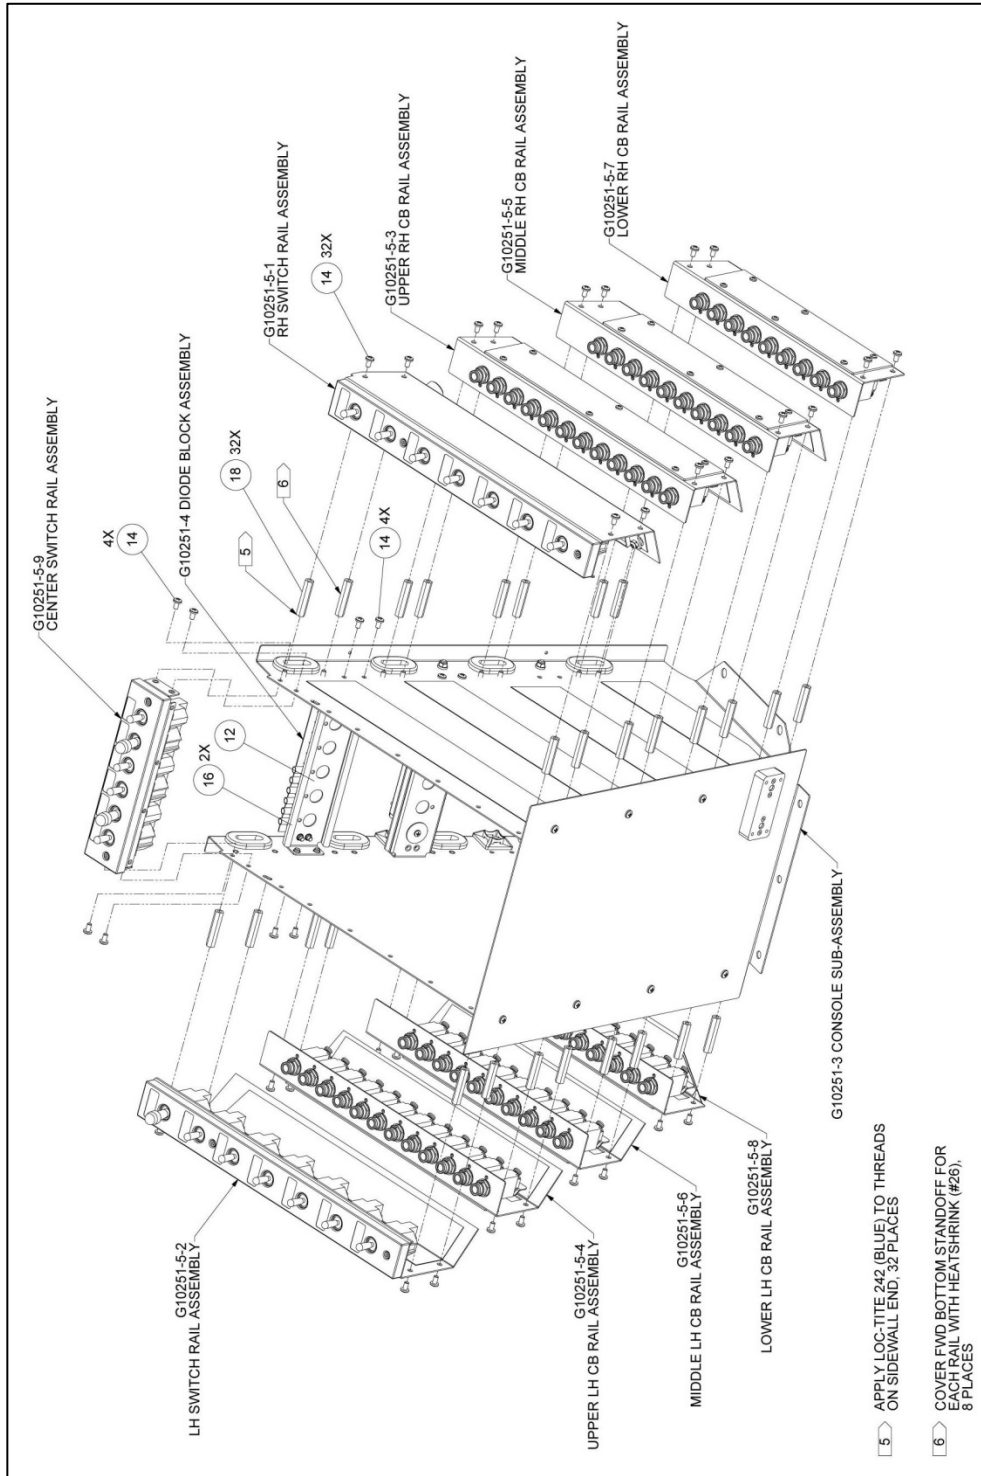 G10251-5-9
CENTER SWITCH RAIL ASSEMBLY
4X
14
G10251-4 DIODE BLOCK ASSEMBLY
5
18 32X
6
14 4X
G10251-5-1
RH SWITCH RAIL ASSEMBLY
14 32X
G10251-5-3
UPPER RH CB RAIL ASSEMBLY
G10251-5-5
MIDDLE RH CB RAIL ASSEMBLY
G10251-5-7
LOWER RH CB RAIL ASSEMBLY
2X
16
12
G10251-5-2
LH SWITCH RAIL ASSEMBLY
G10251-5-4
UPPER LH CB RAIL ASSEMBLY
G10251-5-6
MIDDLE LH CB RAIL ASSEMBLY
G10251-5-8
LOWER LH CB RAIL ASSEMBLY
G10251-3 CONSOLE SUB-ASSEMBLY
5 APPLY LOC-TITE 242 (BLUE) TO THREADS
ON SIDEWALL END, 32 PLACES
6 COVER FWD BOTTOM STANDOFF FOR
EACH RAIL WITH HEATSHRINK (#26),
8 PLACES